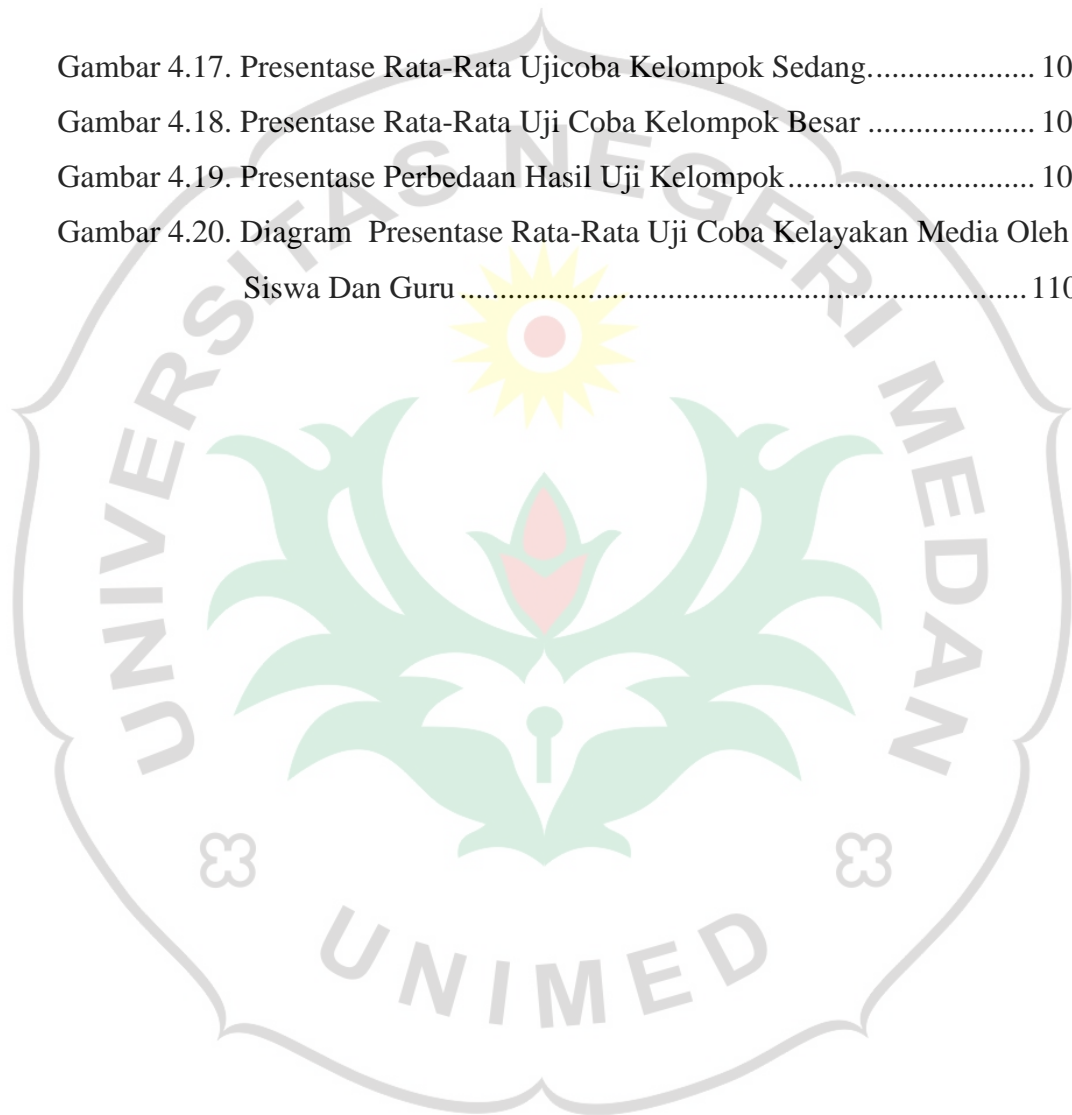 Gambar 4.17. Presentase Rata-Rata Ujicoba Kelompok Sedang..................... 10
Gambar 4.18. Presentase Rata-Rata Uji Coba Kelompok Besar ..................... 10
Gambar 4.19. Presentase Perbedaan Hasil Uji Kelompok............................... 10
Gambar 4.20. Diagram Presentase Rata-Rata Uji Coba Kelayakan Media Oleh
Siswa Dan Guru ....................................................................... 110
UNIVERSITAS NEGERI MEDAN
UNIMED